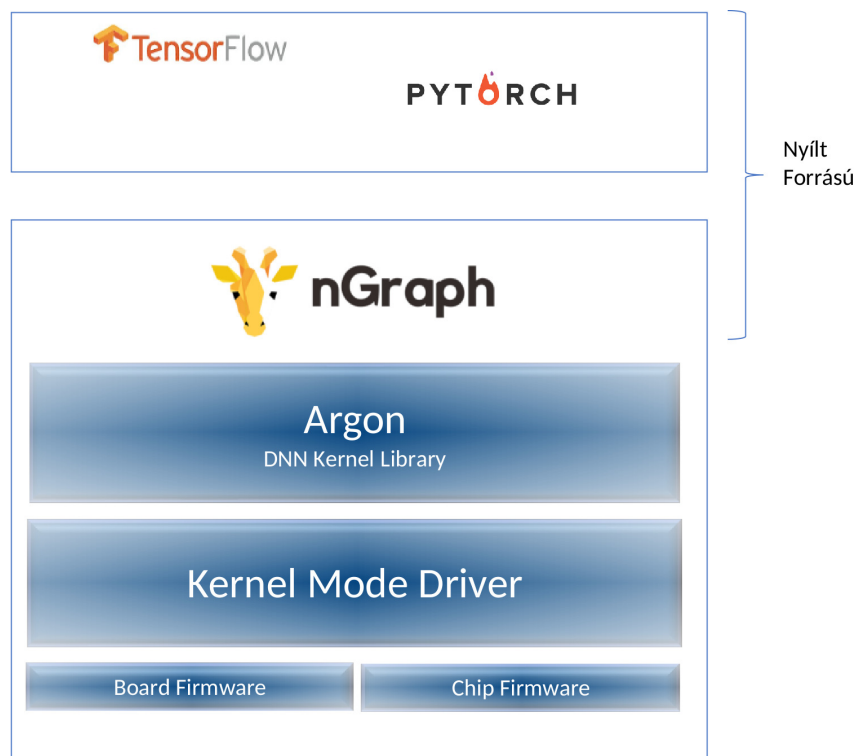 TensorFlow
PYTORCH
Nyílt
Forrású
nGraph
Argon
DNN Kernel Library
Kernel Mode Driver
Board Firmware
Chip Firmware